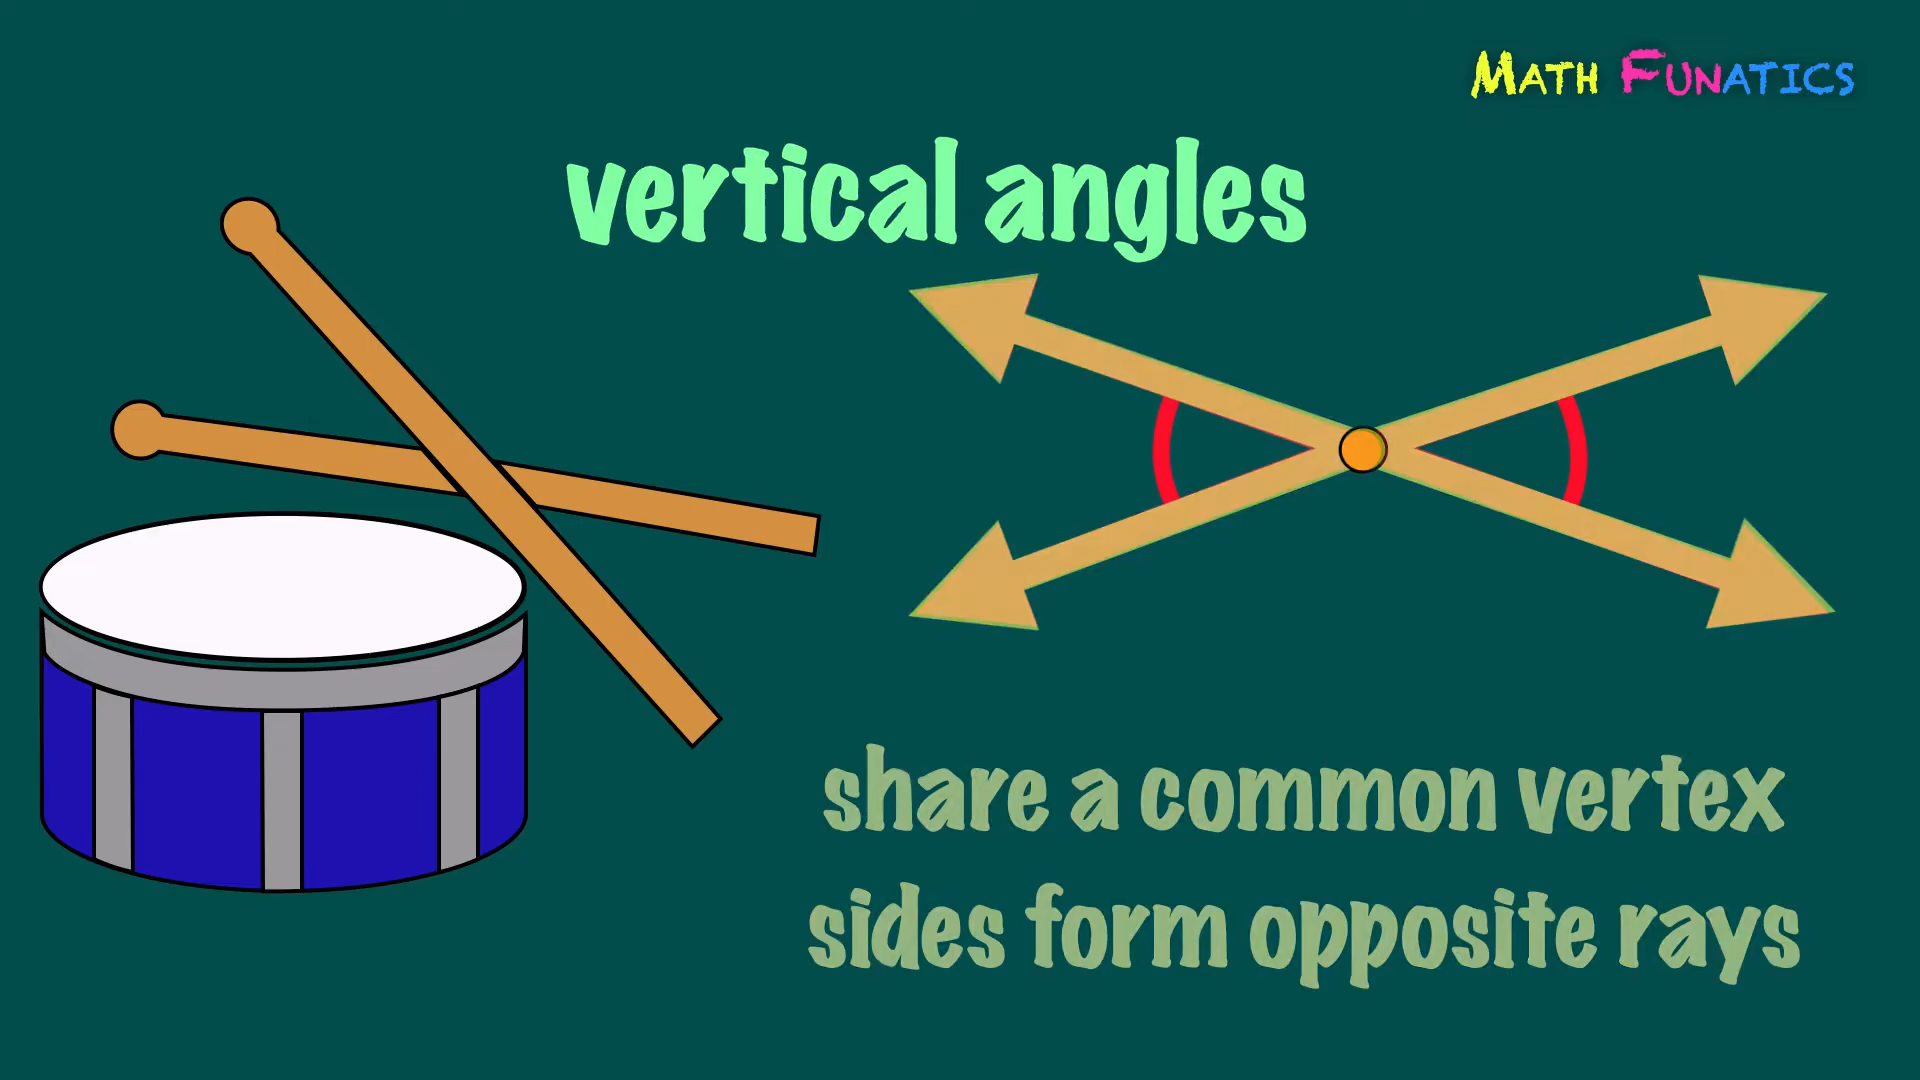 Math Funatics
vertical angles
share a common vertex
sides form opposite rays